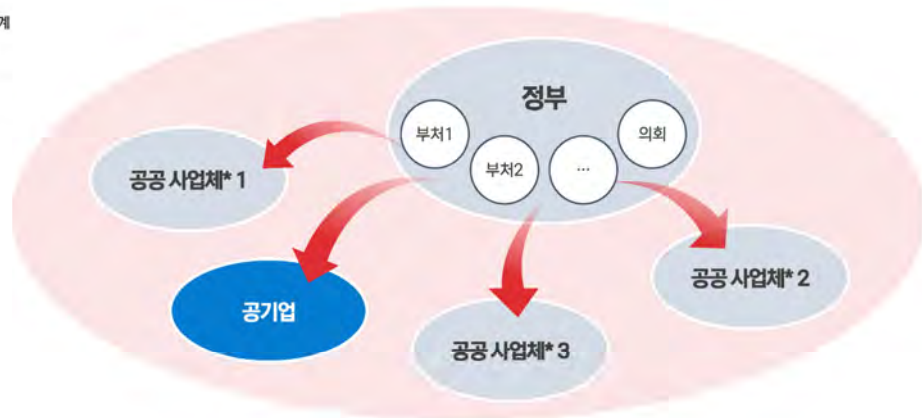 계
정부
부처1
부처2
…
의회
공공 사업체* 1
공기업
공공 사업체* 3
공공 사업체* 2